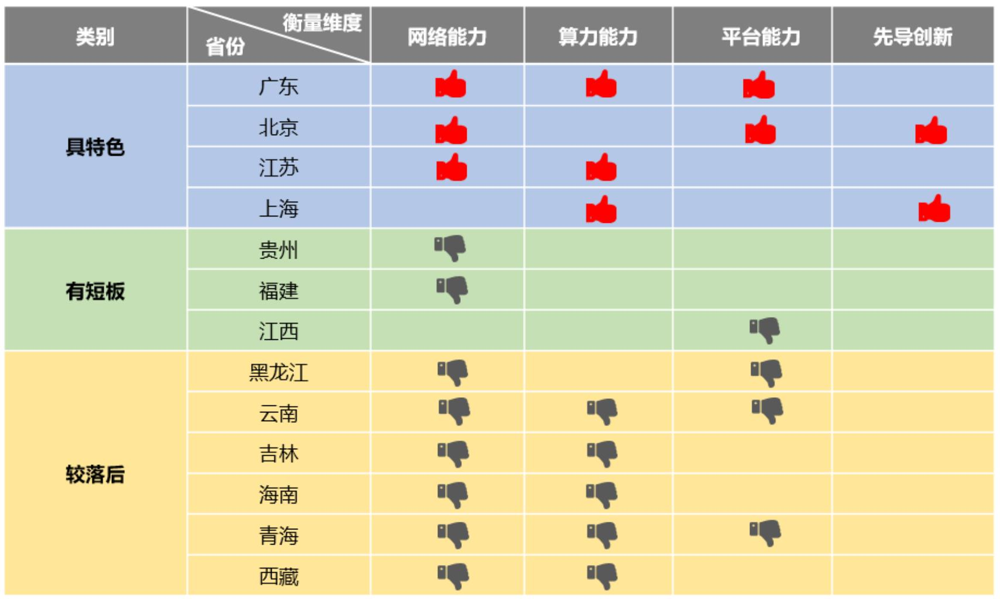 类别
衡量维度
省份
网络能力
算力能力
平台能力
先导创新
具特色
广东
北京
江苏
上海
有短板
贵州
福建
江西
较落后
黑龙江
云南
吉林
海南
青海
西藏